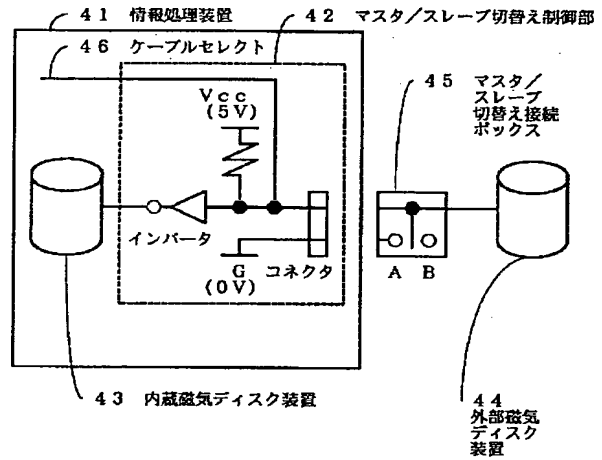 41 情報処理装置
42 マスタ／スレーブ切替え制御部
46 ケーブルセレクト
45 マスタ／
スレーブ
切替え接続
ボックス
Vcc
(5V)
インバータ
G
(0V)
コネクタ
A B
43 内蔵磁気ディスク装置
44
外部磁気
ディスク
装置